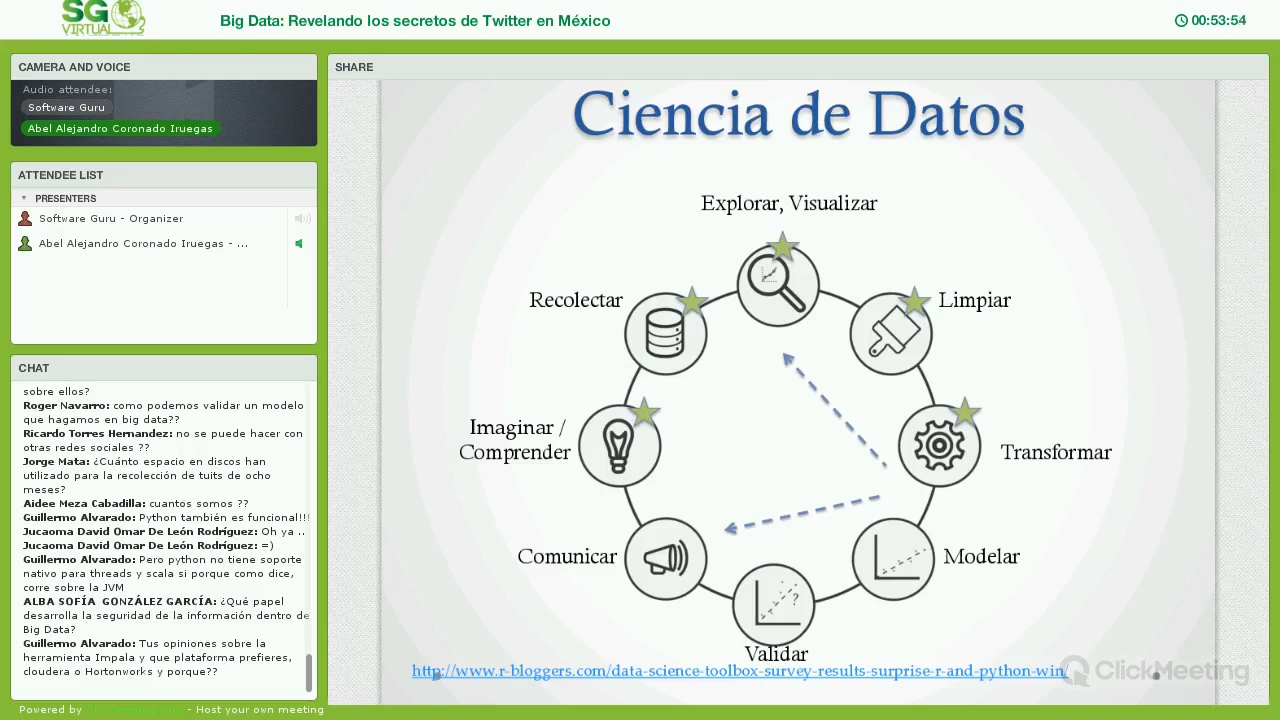 SG
VIRTUAL
Big Data: Revelando los secretos de Twitter en México
00:53:54
CAMERA AND VOICE
Audio attendee:
Software Guru
Abel Alejandro Coronado Iruegas
ATTENDEE LIST
PRESENTERS
Software Guru - Organizer
Abel Alejandro Coronado Iruegas - ...
CHAT
sobre ellos?
Roger Navarro: como podemos validar un modelo
que hagamos en big data??
Ricardo Torres Hernandez: no se puede hacer con
otras redes sociales ??
Jorge Mata: ¿Cuánto espacio en discos han
utilizado para la recolección de tuits de ocho
meses?
Aidee Meza Cabadilla: cuantos somos ??
Guillermo Alvarado: Python también es funcional!!!
Jucaoma David Omar De León Rodríguez: Oh ya ..
Jucaoma David Omar De León Rodríguez: =)
Guillermo Alvarado: Pero python no tiene soporte
nativo para threads y scala si porque como dice,
corre sobre la JVM
ALBA SOFÍA GONZÁLEZ GARCÍA: ¿Qué papel
desarrolla la seguridad de la información dentro de
Big Data?
Guillermo Alvarado: Tus opiniones sobre la
herramienta Impala y que plataforma prefieres,
cloudera o Hortonworks y porque??
Powered by ClickMeeting.com - Host your own meeting
SHARE
Ciencia de Datos
Explorar, Visualizar
Recolectar
Limpiar
Imaginar /
Comprender
Transformar
Comunicar
Modelar
Validar
http://www.r-bloggers.com/data-science-toolbox-survey-results-surprise-r-and-python-win/
ClickMeeting